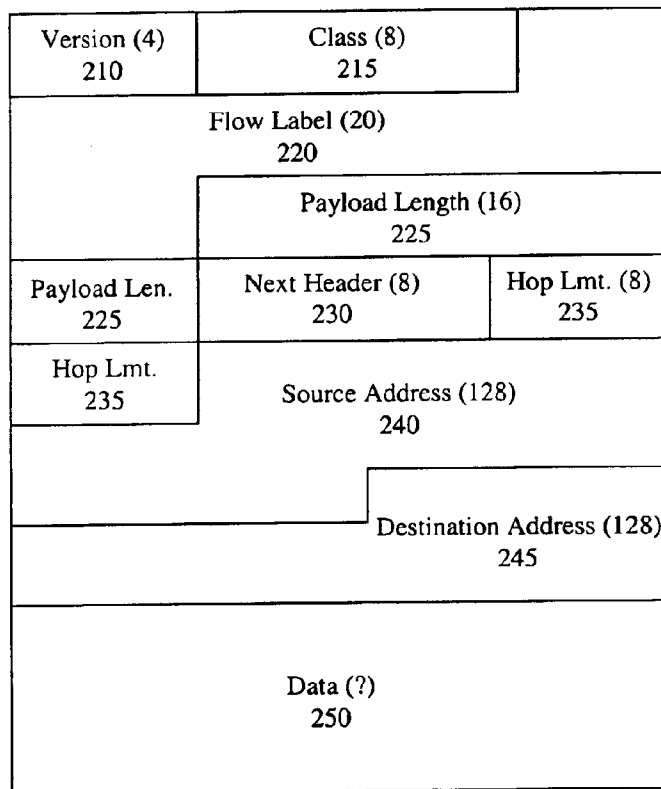 Version (4)
210
Class (8)
215
Flow Label (20)
220
Payload Length (16)
225
Payload Len.
225
Next Header (8)
230
Hop Lmt. (8)
235
Hop Lmt.
235
Source Address (128)
240
Destination Address (128)
245
Data (?)
250